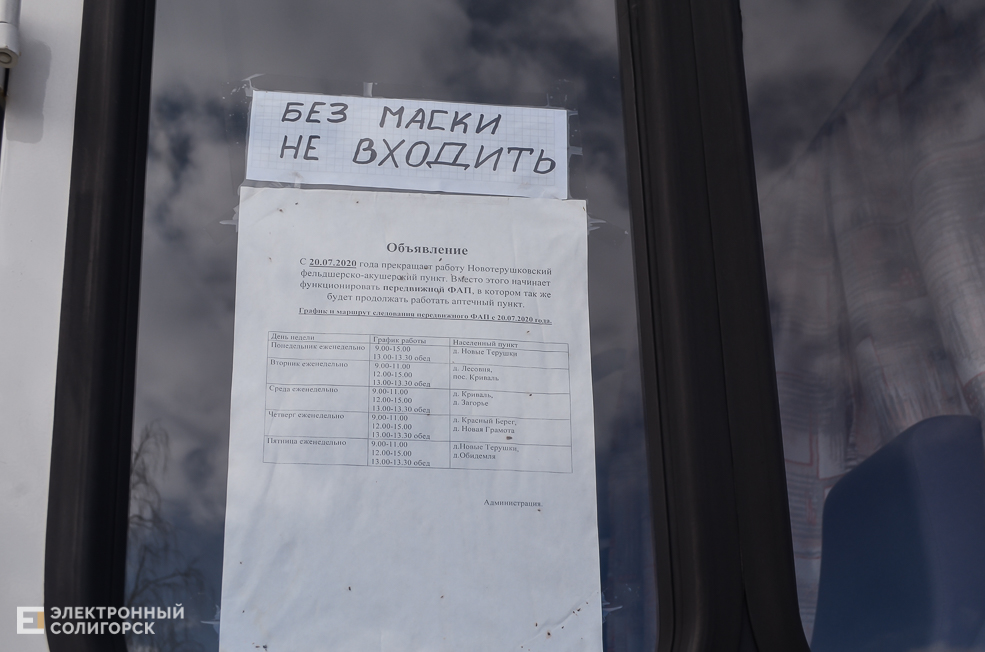 БЕЗ МАСКИ
НЕ ВХОДИТЬ
Объявление
С 20.07.2020 года прекращает работу Новотерушковский
фельдшерско-акушерский пункт. Вместо этого начинает
функционировать передвижной ФАП, в котором так же
будет продолжать работать аптечный пункт.
График и маршрут следования передвижного ФАП с 20.07.2020 года.
День недели График работы Населенный пункт
Понедельник еженедельно 9.00-15.00 д. Новые Терушки
13.00-13.30 обед
Вторник еженедельно 9.00-11.00 д. Лесовня,
12.00-15.00 пос. Криваль
13.00-13.30 обед
Среда еженедельно 9.00-11.00 д. Криваль,
12.00-15.00 д. Загорье
13.00-13.30 обед
Четверг еженедельно 9.00-11.00 д. Красный Берег,
12.00-15.00 д. Новая Грамота
13.00-13.30 обед
Пятница еженедельно 9.00-11.00 д.Новые Терушки,
12.00-15.00 д.Обидемля
13.00-13.30 обед
Администрация.
ЭЛЕКТРОННЫЙ
СОЛИГОРСК